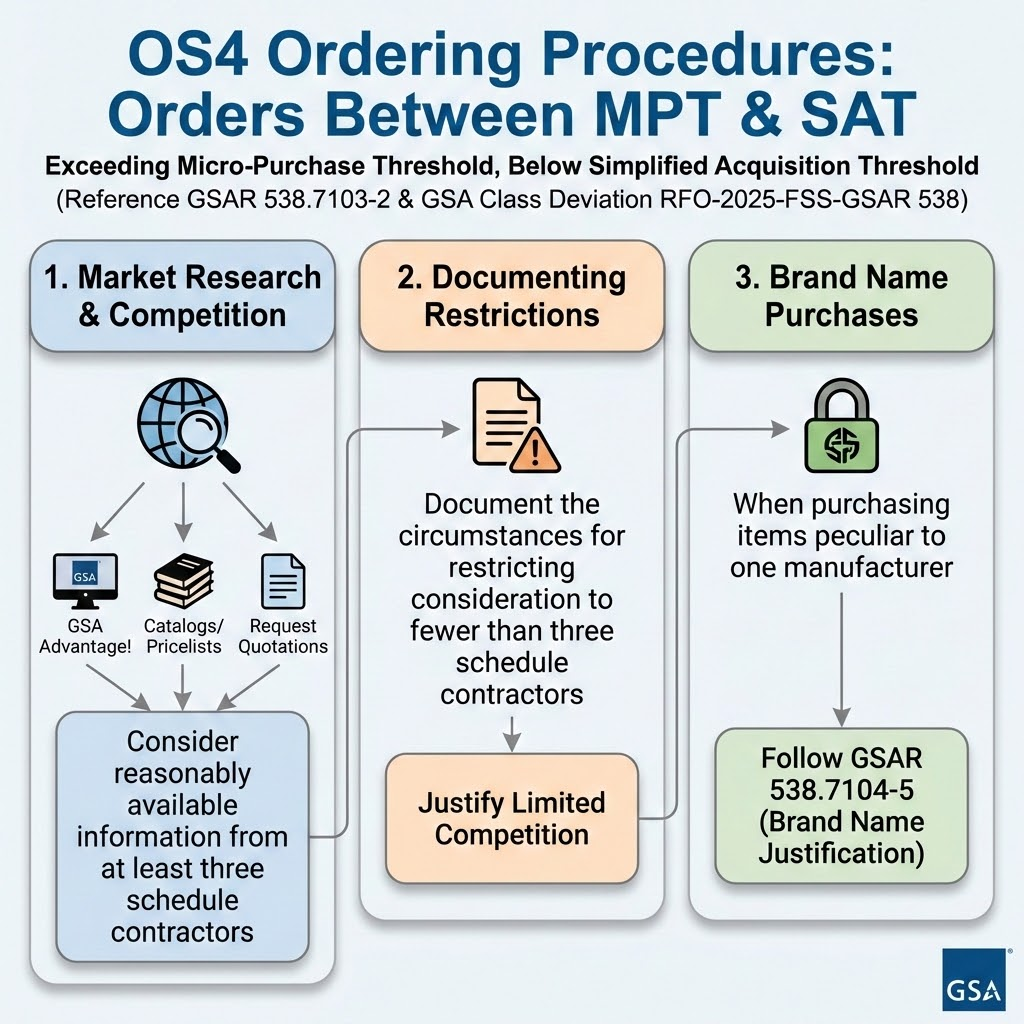 OS4 Ordering Procedures:
Orders Between MPT & SAT
Exceeding Micro-Purchase Threshold, Below Simplified Acquisition Threshold
(Reference GSAR 538.7103-2 & GSA Class Deviation RFO-2025-FSS-GSAR 538)
1. Market Research
& Competition
GSA
GSA
Advantage!
Catalogs/
Pricelists
Request
Quotations
Consider
reasonably
available
information from
at least three
schedule
contractors
2. Documenting
Restrictions
Document the
circumstances for
restricting
consideration to
fewer than three
schedule
contractors
Justify Limited
Competition
3. Brand Name
Purchases
When purchasing
items peculiar to
one manufacturer
Follow GSAR
538.7104-5
(Brand Name
Justification)
GSA
®